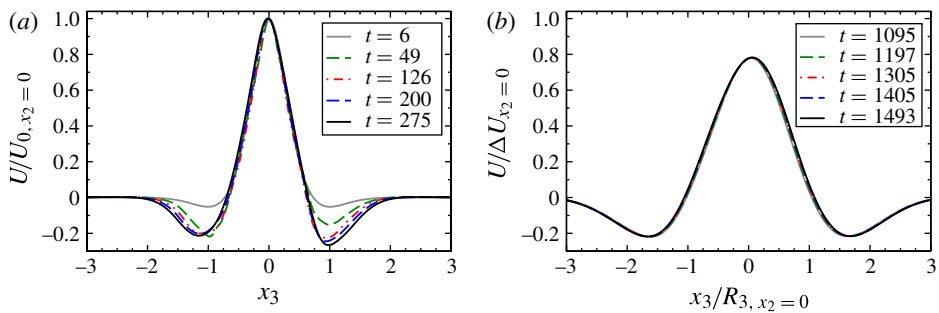 (a)
1.0
0.8
0.6
0.4
0.2
0
–0.2
U/U0, x2 = 0
t = 6
t = 49
t = 126
t = 200
t = 275
–3 –2 –1 0 1 2 3
x3
(b)
1.0
0.8
0.6
0.4
0.2
0
–0.2
U/ΔUx2 = 0
t = 1095
t = 1197
t = 1305
t = 1405
t = 1493
–3 –2 –1 0 1 2 3
x3/R3, x2 = 0